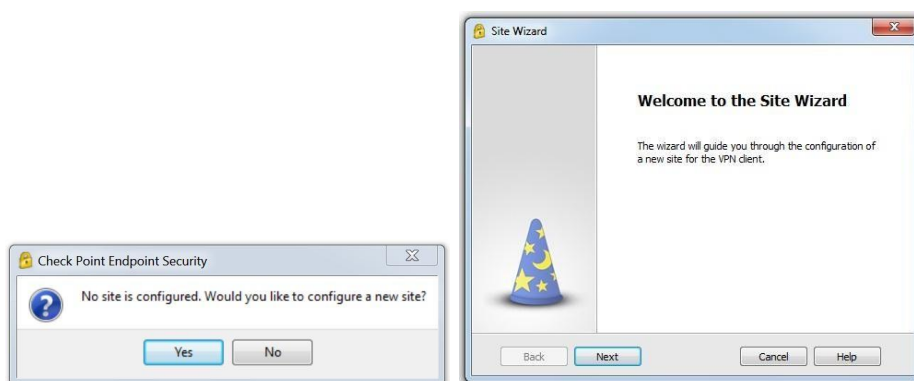 Check Point Endpoint Security
No site is configured. Would you like to configure a new site?
Yes
No
Site Wizard
Welcome to the Site Wizard
The wizard will guide you through the configuration of
a new site for the VPN client.
Back
Next
Cancel
Help